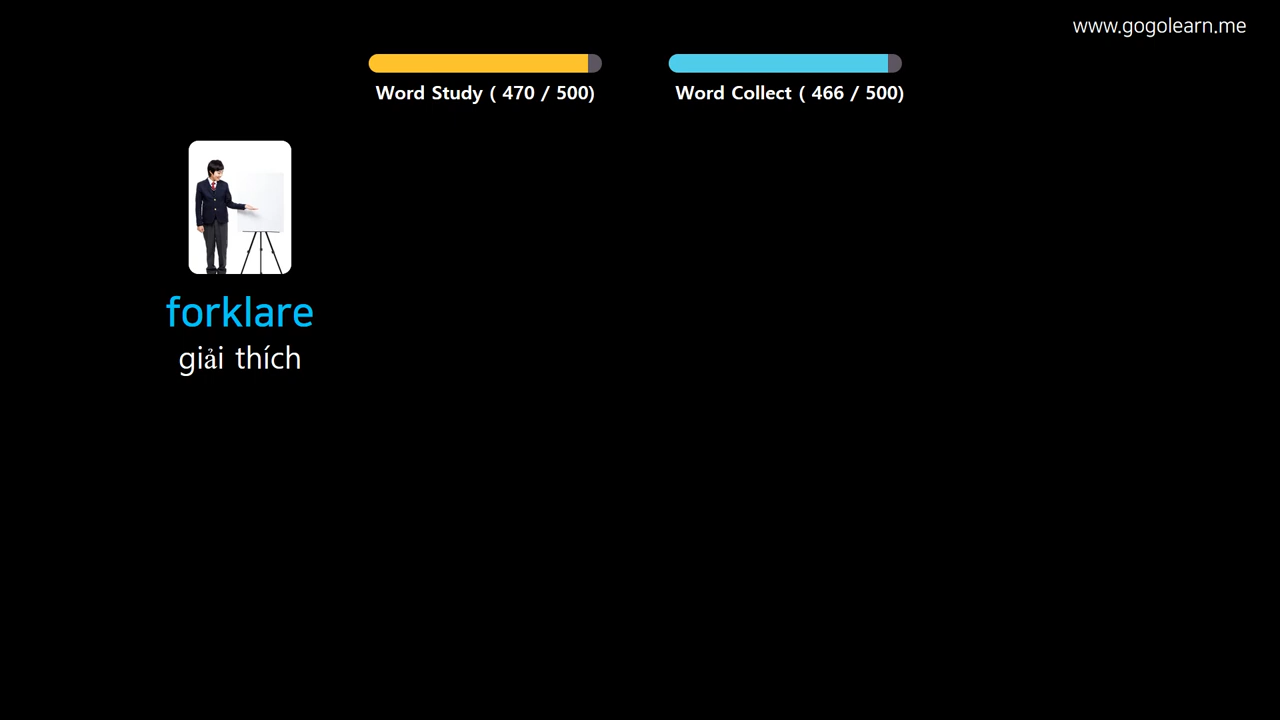 www.gogolearn.me
Word Study ( 470 / 500)
Word Collect ( 466 / 500)
forklare
giải thích